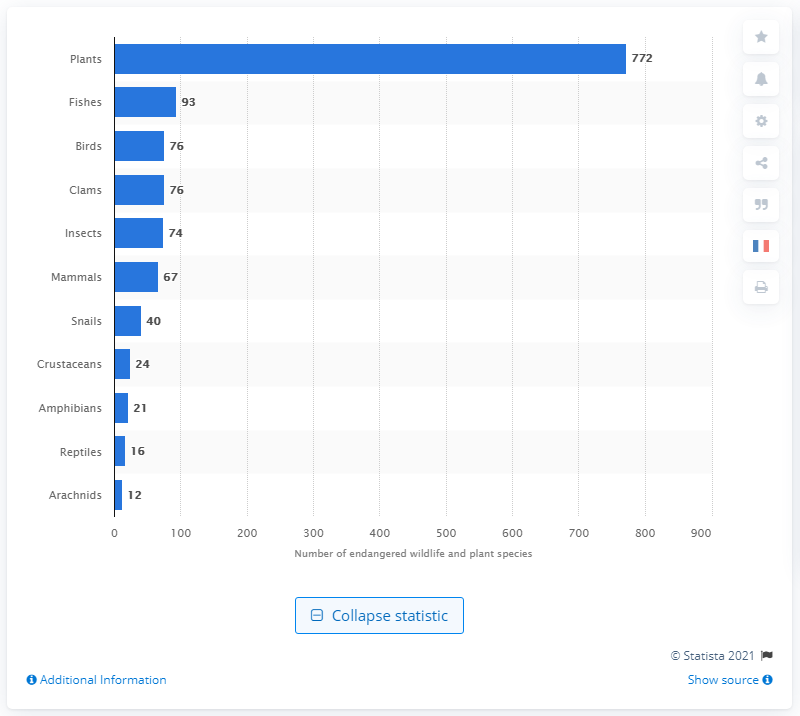 Plants 772
Fishes 93
Birds 76
Clams 76
Insects 74
Mammals 67
Snails 40
Crustaceans 24
Amphibians 21
Reptiles 16
Arachnids 12
0 100 200 300 400 500 600 700 800 900
Number of endangered wildlife and plant species
Collapse statistic
© Statista 2021
Additional Information Show source